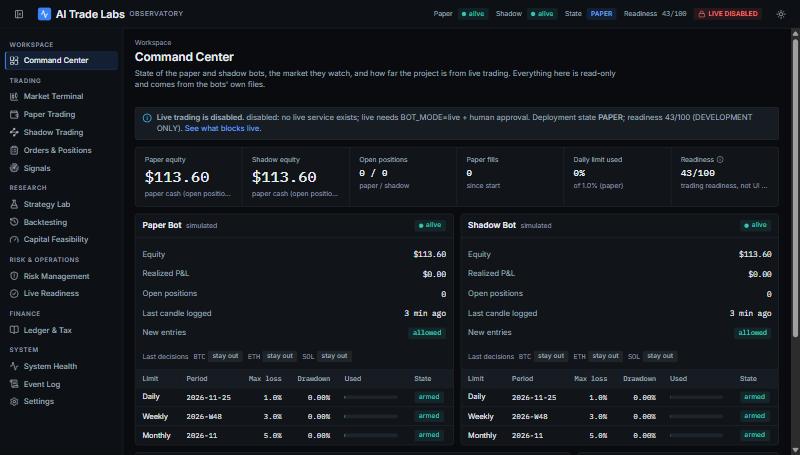 AI Trade Labs OBSERVATORY
Paper alive Shadow alive State PAPER Readiness 43/100 LIVE DISABLED
WORKSPACE
Command Center
TRADING
Market Terminal
Paper Trading
Shadow Trading
Orders & Positions
Signals
RESEARCH
Strategy Lab
Backtesting
Capital Feasibility
RISK & OPERATIONS
Risk Management
Live Readiness
FINANCE
Ledger & Tax
SYSTEM
System Health
Event Log
Settings
Workspace
Command Center
State of the paper and shadow bots, the market they watch, and how far the project is from live trading. Everything here is read-only
and comes from the bots' own files.
Live trading is disabled. disabled: no live service exists; live needs BOT_MODE=live + human approval. Deployment state PAPER; readiness 43/100 (DEVELOPMENT
ONLY). See what blocks live.
Paper equity
$113.60
paper cash (open positio...
Shadow equity
$113.60
paper cash (open positio...
Open positions
0 / 0
paper / shadow
Paper fills
0
since start
Daily limit used
0%
of 1.0% (paper)
Readiness
43/100
trading readiness, not UI ...
Paper Bot simulated alive
Equity $113.60
Realized P&L $0.00
Open positions 0
Last candle logged 3 min ago
New entries allowed
Last decisions BTC stay out ETH stay out SOL stay out
Limit Period Max loss Drawdown Used State
Daily 2026-11-25 1.0% 0.00% armed
Weekly 2026-W48 3.0% 0.00% armed
Monthly 2026-11 5.0% 0.00% armed
Shadow Bot simulated alive
Equity $113.60
Realized P&L $0.00
Open positions 0
Last candle logged 3 min ago
New entries allowed
Last decisions BTC stay out ETH stay out SOL stay out
Limit Period Max loss Drawdown Used State
Daily 2026-11-25 1.0% 0.00% armed
Weekly 2026-W48 3.0% 0.00% armed
Monthly 2026-11 5.0% 0.00% armed